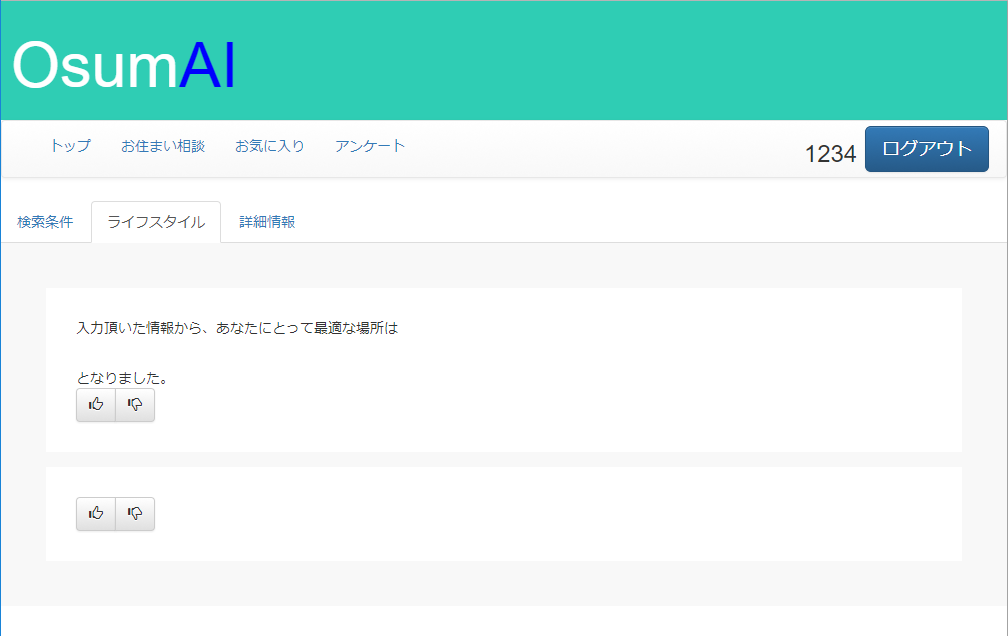 OsumAI
トップ お住まい相談 お気に入り アンケート 1234 ログアウト
検索条件 ライフスタイル 詳細情報
入力頂いた情報から、あなたにとって最適な場所は
となりました。